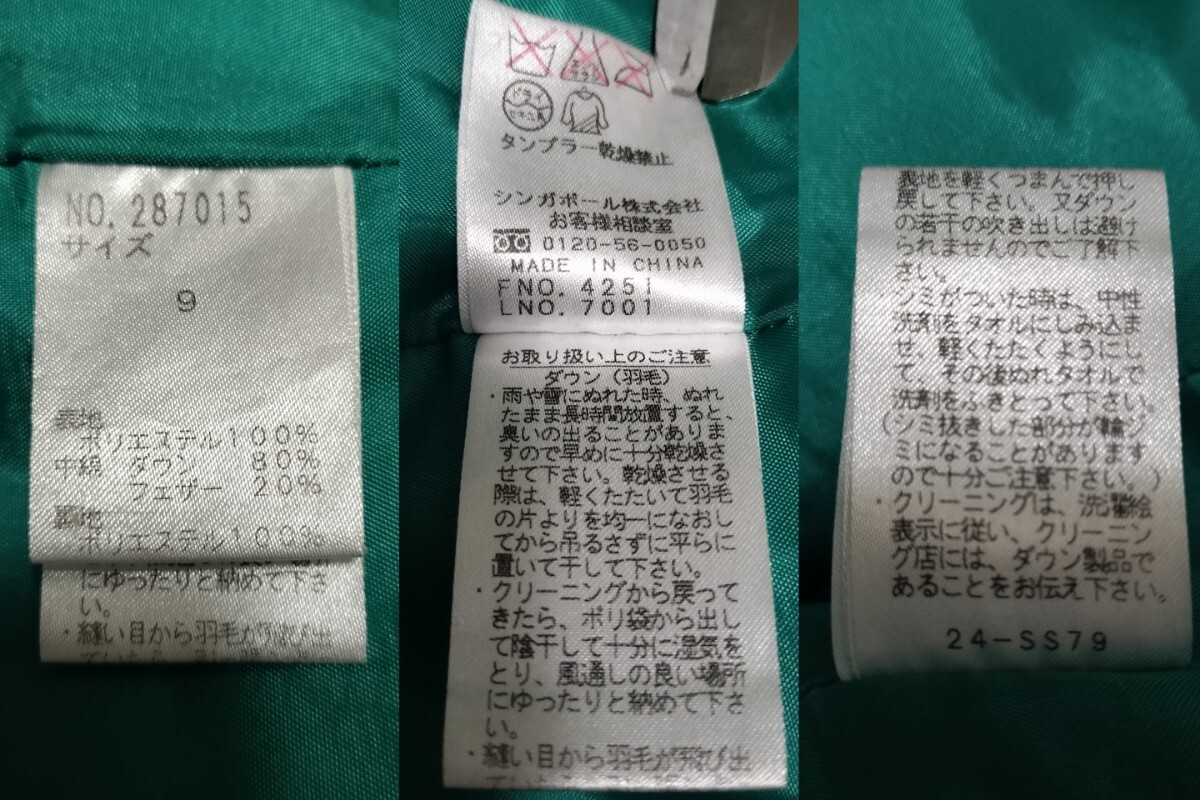 NO. 287015
サイズ
9
表地
ポリエステル100%
中綿 ダウン 80%
フェザー 20%
裏地
ポリエステル100%
にゆったりと納めて下さ
い。
・縫い目から羽毛が飛び出
エンソ
サラシ
ドライ
セキユ系
タンブラー乾燥禁止
シンガポール株式会社
お客様相談室
0120-56-0050
MADE IN CHINA
FNO. 4251
LNO. 7001
お取り扱い上のご注意
ダウン(羽毛)
・雨や雪にぬれた時、ぬれ
たまま長時間放置すると、
臭いの出ることがありま
すので早めに十分乾燥さ
せて下さい。乾燥させる
際は、軽くたたいて羽毛
の片よりを均一になおし
てから吊るさずに平らに
置いて干して下さい。
・クリーニングから戻って
きたら、ポリ袋から出し
て陰干して十分に湿気を
とり、風通しの良い場所
にゆったりと納めて下さ
い。
・縫い目から羽毛が飛び出
表地を軽くつまんで押し
戻して下さい。又ダウン
の若干の吹き出しは避け
られませんのでご了解下
さい。
シミがついた時は、中性
洗剤をタオルにしみ込ま
せ、軽くたたくようにし
て、その後ぬれタオルで
洗剤をふきとって下さい。
(シミ抜きした部分が輪ジ
ミになることがあります
ので十分ご注意下さい。)
・クリーニングは、洗濯絵
表示に従い、クリーニン
グ店には、ダウン製品で
あることをお伝え下さい。
24-SS79